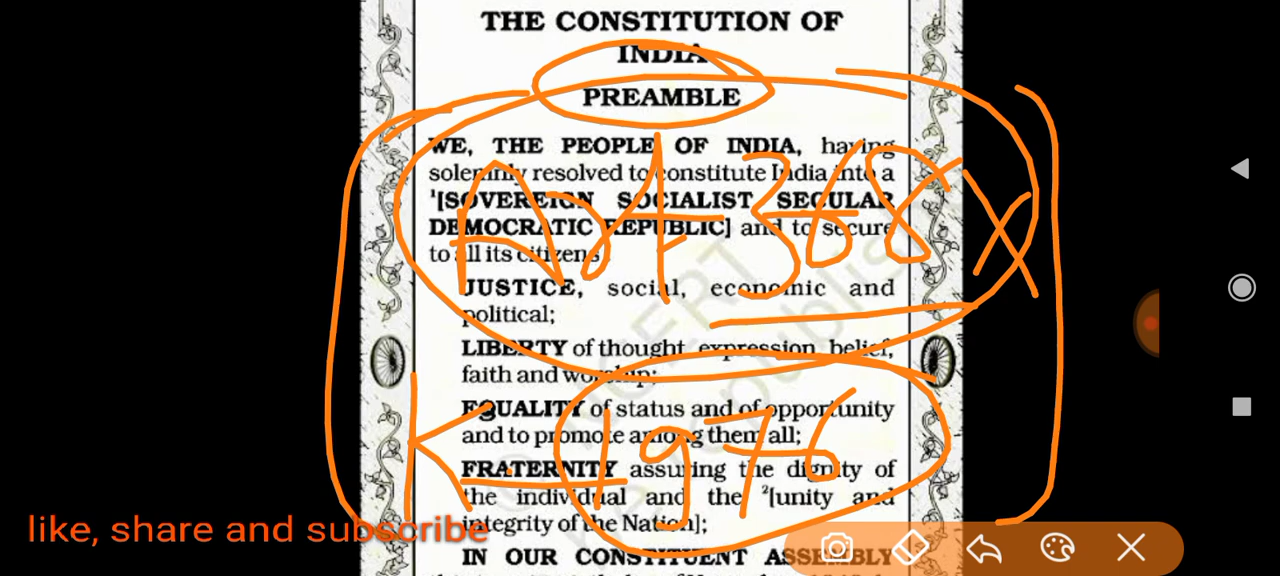 THE CONSTITUTION OF
INDIA
PREAMBLE
WE, THE PEOPLE OF INDIA, having
solemnly resolved to constitute India into a
¹[SOVEREIGN SOCIALIST SECULAR
DEMOCRATIC REPUBLIC] and to secure
to all its citizens:
JUSTICE, social, economic and
political;
LIBERTY of thought, expression, belief,
faith and worship;
EQUALITY of status and of opportunity
and to promote among them all;
FRATERNITY assuring the dignity of
the individual and the ²[unity and
integrity of the Nation];
IN OUR CONSTITUENT ASSEMBLY
368
1976
like, share and subscribe